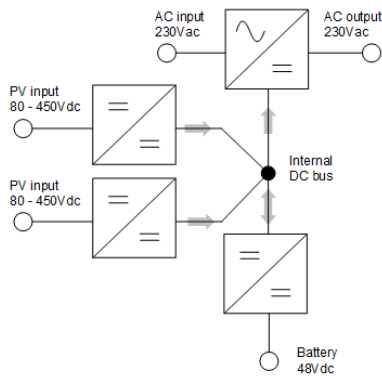 AC input
230Vac
AC output
230Vac
PV input
80 - 450Vdc
PV input
80 - 450Vdc
Internal
DC bus
Battery
48Vdc